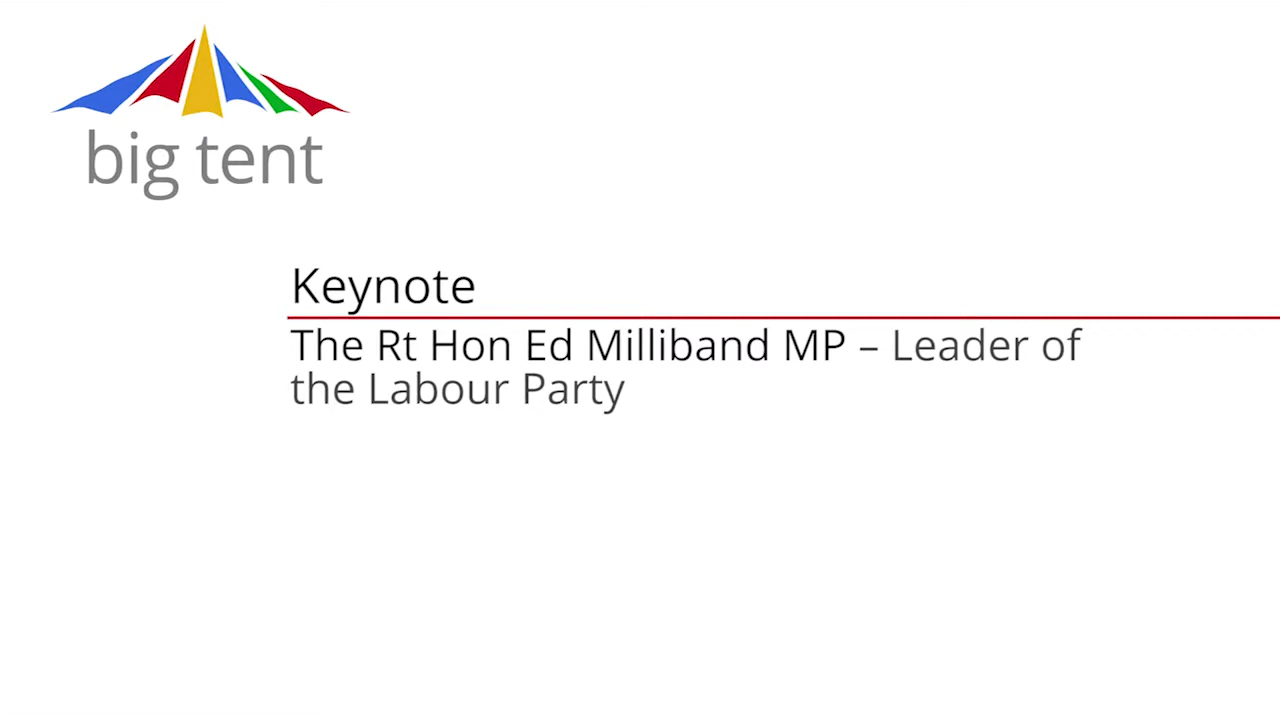 big tent
Keynote
The Rt Hon Ed Milliband MP – Leader of
the Labour Party